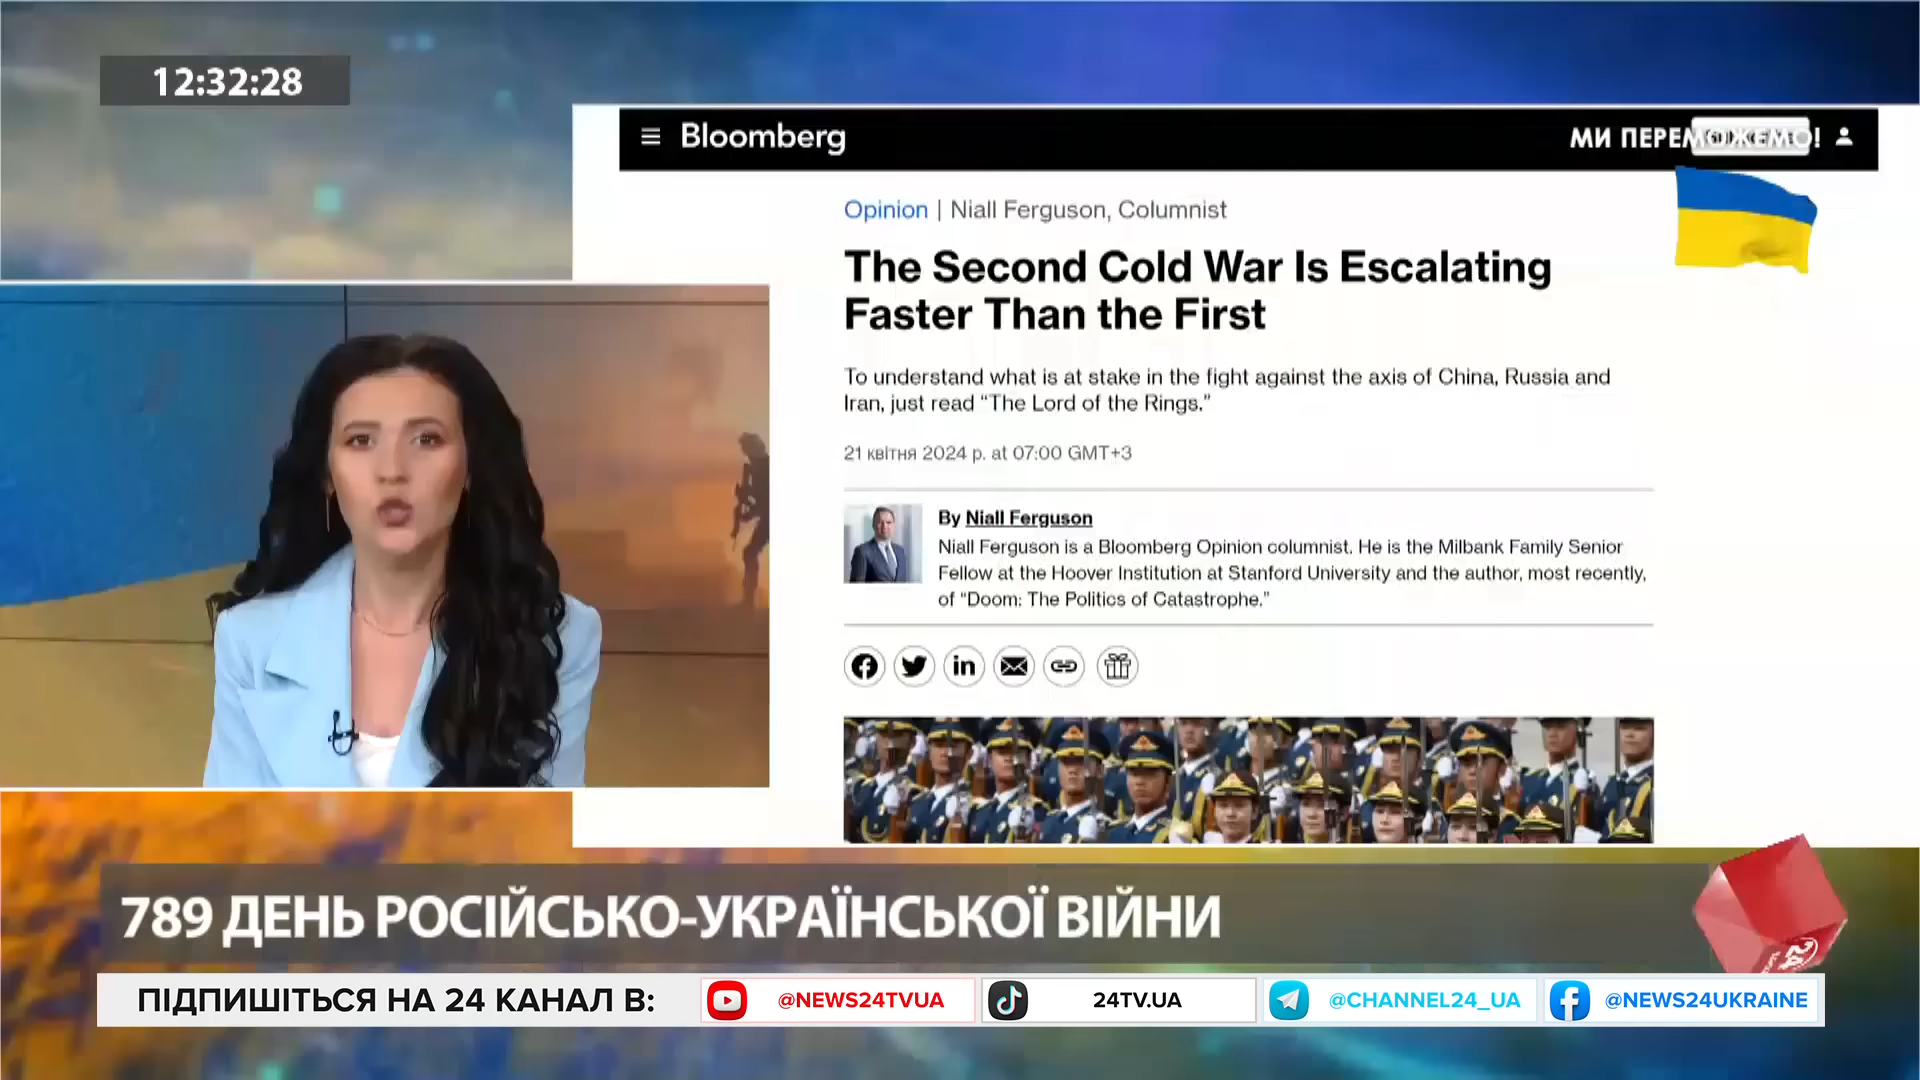 12:32:28
Bloomberg
МИ ПЕРЕМОЖЕМО!
Opinion | Niall Ferguson, Columnist
The Second Cold War Is Escalating
Faster Than the First
To understand what is at stake in the fight against the axis of China, Russia and
Iran, just read “The Lord of the Rings.”
21 квітня 2024 р. at 07:00 GMT+3
By Niall Ferguson
Niall Ferguson is a Bloomberg Opinion columnist. He is the Milbank Family Senior
Fellow at the Hoover Institution at Stanford University and the author, most recently,
of “Doom: The Politics of Catastrophe.”
789 ДЕНЬ РОСІЙСЬКО-УКРАЇНСЬКОЇ ВІЙНИ
24
ПІДПИШІТЬСЯ НА 24 КАНАЛ В:
@NEWS24TVUA
24TV.UA
@CHANNEL24_UA
@NEWS24UKRAINE